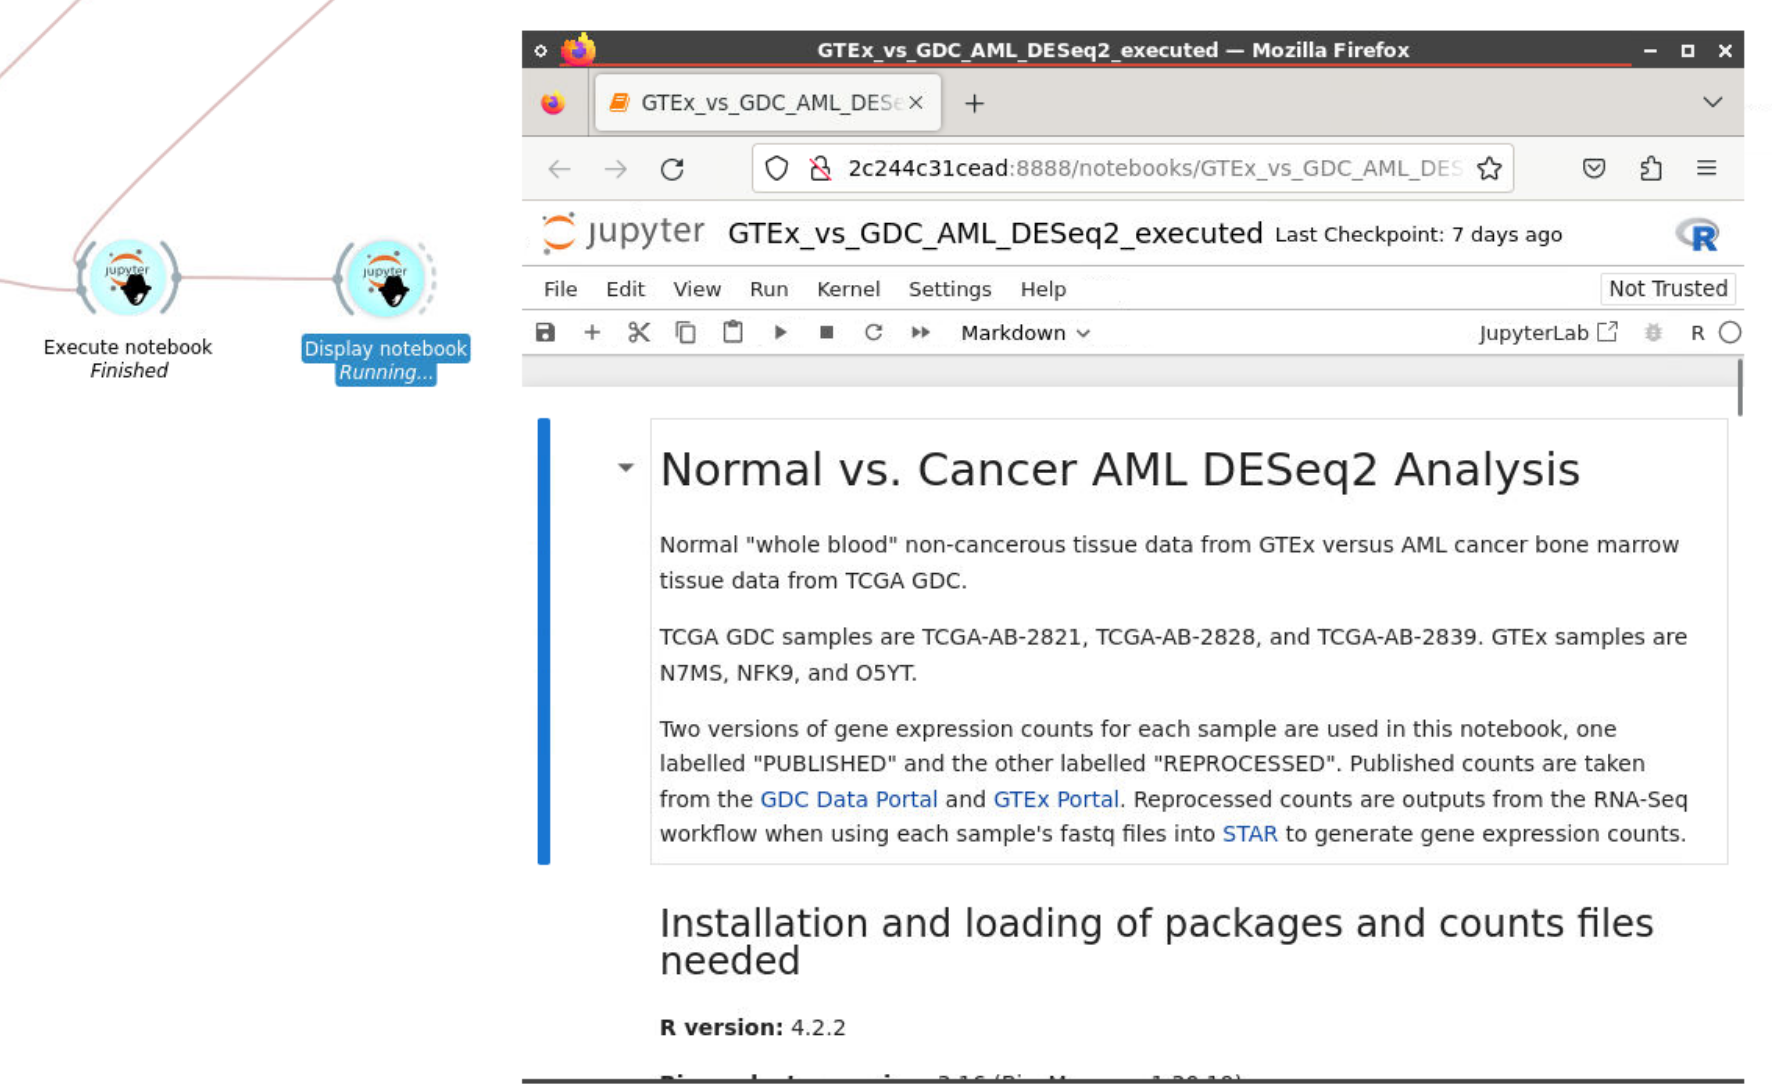 GTEx_vs_GDC_AML_DESeq2_executed — Mozilla Firefox
GTEx_vs_GDC_AML_DESe
2c244c31cead:8888/notebooks/GTEx_vs_GDC_AML_DES
jupyter GTEx_vs_GDC_AML_DESeq2_executed Last Checkpoint: 7 days ago R
File Edit View Run Kernel Settings Help Not Trusted
Markdown JupyterLab R
jupyter
Execute notebook
Finished
jupyter
Display notebook
Running...
Normal vs. Cancer AML DESeq2 Analysis
Normal "whole blood" non-cancerous tissue data from GTEx versus AML cancer bone marrow
tissue data from TCGA GDC.
TCGA GDC samples are TCGA-AB-2821, TCGA-AB-2828, and TCGA-AB-2839. GTEx samples are
N7MS, NFK9, and O5YT.
Two versions of gene expression counts for each sample are used in this notebook, one
labelled "PUBLISHED" and the other labelled "REPROCESSED". Published counts are taken
from the GDC Data Portal and GTEx Portal. Reprocessed counts are outputs from the RNA-Seq
workflow when using each sample's fastq files into STAR to generate gene expression counts.
Installation and loading of packages and counts files
needed
R version: 4.2.2